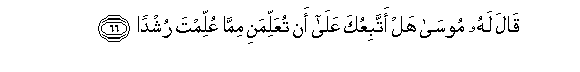 قَالَ لَهُۥ مُوسَىٰ هَلْ أَتَّبِعُكَ عَلَىٰٓ أَن تُعَلِّمَنِ مِمَّا عُلِّمْتَ رُشْدًا ٦٦